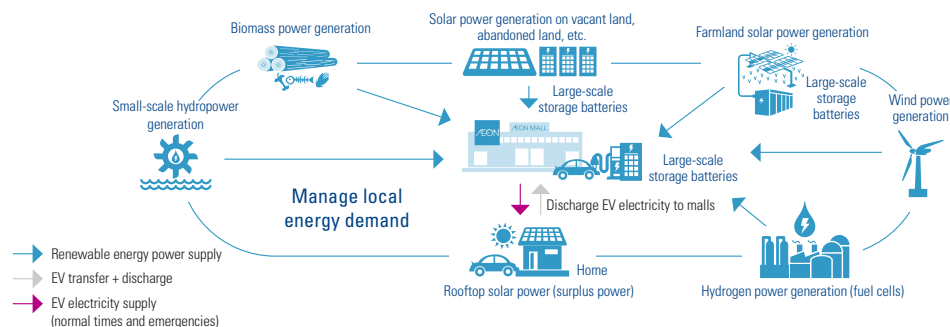 Biomass power generation
Solar power generation on vacant land,
abandoned land, etc.
Farmland solar power generation
Large-scale
storage batteries
Large-scale
storage
batteries
Small-scale hydropower
generation
Wind power
generation
ÆON
ÆON MALL
Large-scale
storage batteries
Manage local
energy demand
Discharge EV electricity to malls
Renewable energy power supply
EV transfer + discharge
EV electricity supply
(normal times and emergencies)
Home
Rooftop solar power (surplus power)
Hydrogen power generation (fuel cells)